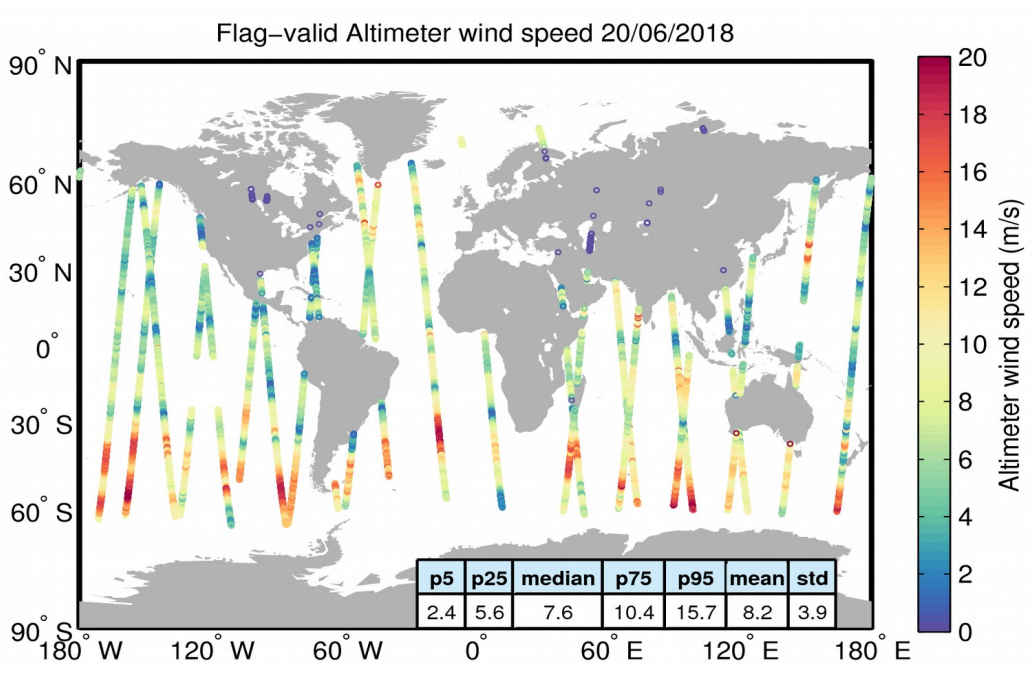 Flag−valid Altimeter wind speed 20/06/2018
90° N
60° N
30° N
0°
30° S
60° S
90° S
180° W
120° W
60° W
0°
60° E
120° E
180° E
p5 p25 median p75 p95 mean std
2.4 5.6 7.6 10.4 15.7 8.2 3.9
20
18
16
14
12
10
8
6
4
2
0
Altimeter wind speed (m/s)